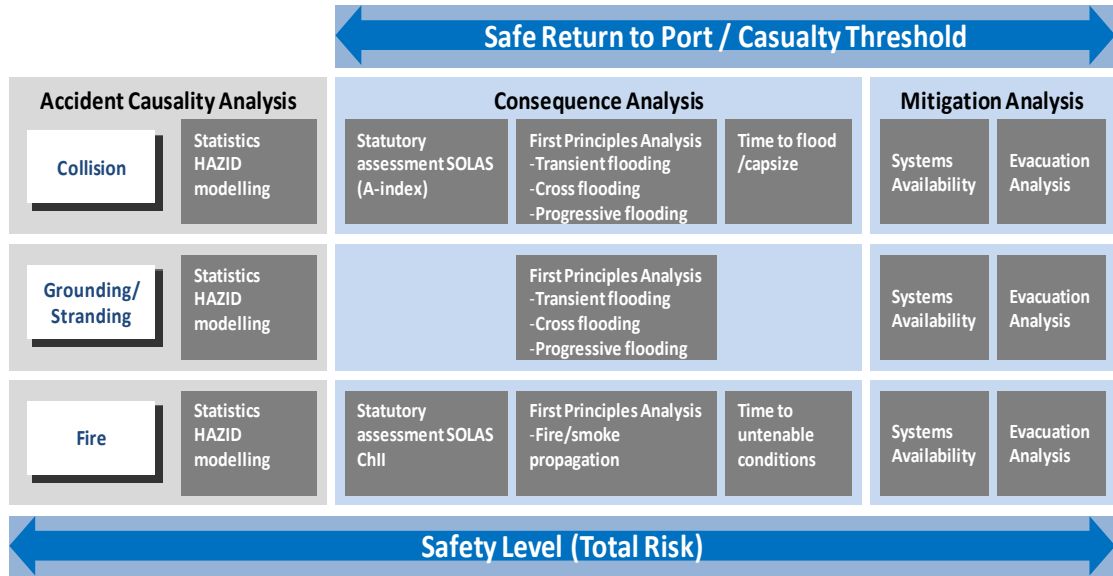 Safe Return to Port / Casualty Threshold
Accident Causality Analysis
Consequence Analysis
Mitigation Analysis
Collision
Statistics
HAZID
modelling
Statutory
assessment SOLAS
(A-index)
First Principles Analysis
-Transient flooding
-Cross flooding
-Progressive flooding
Time to flood
/capsize
Systems
Availability
Evacuation
Analysis
Grounding/
Stranding
Statistics
HAZID
modelling
First Principles Analysis
-Transient flooding
-Cross flooding
-Progressive flooding
Systems
Availability
Evacuation
Analysis
Fire
Statistics
HAZID
modelling
Statutory
assessment SOLAS
ChII
First Principles Analysis
-Fire/smoke
propagation
Time to
untenable
conditions
Systems
Availability
Evacuation
Analysis
Safety Level (Total Risk)